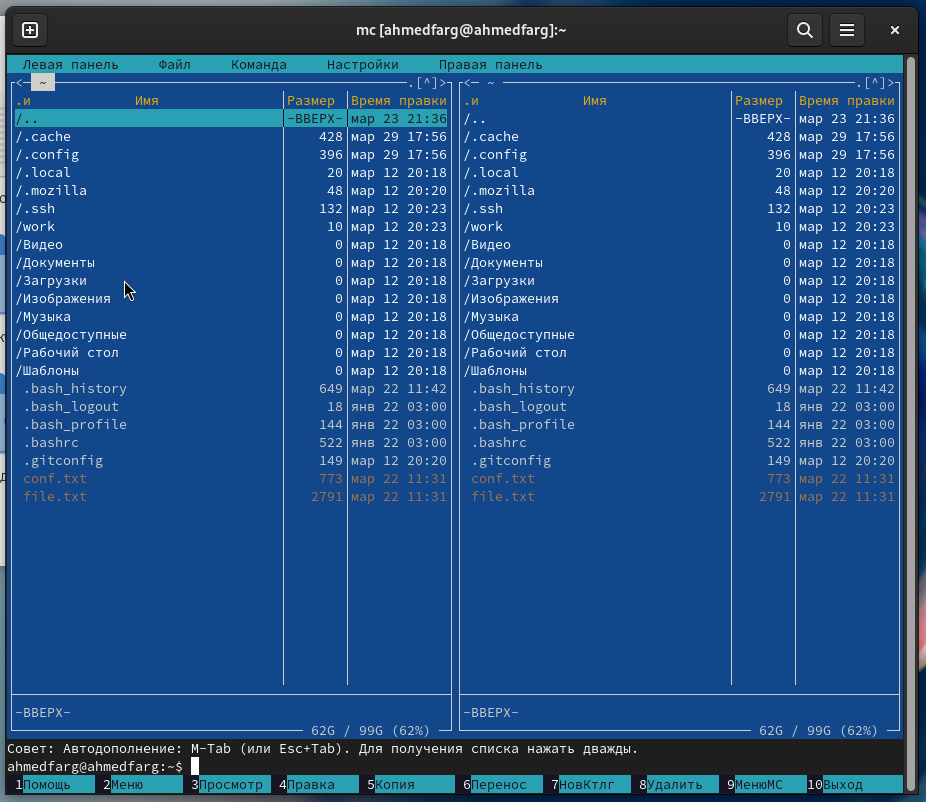 mc [ahmedfarg@ahmedfarg]:~
Левая панель Файл Команда Настройки Правая панель
<─ ~ .[^]> <─ ~ .[^]>
.и Имя Размер Время правки .и Имя Размер Время правки
/.. -ВВЕРХ- мар 23 21:36 /.. -ВВЕРХ- мар 23 21:36
/.cache 428 мар 29 17:56 /.cache 428 мар 29 17:56
/.config 396 мар 29 17:56 /.config 396 мар 29 17:56
/.local 20 мар 12 20:18 /.local 20 мар 12 20:18
/.mozilla 48 мар 12 20:20 /.mozilla 48 мар 12 20:20
/.ssh 132 мар 12 20:23 /.ssh 132 мар 12 20:23
/work 10 мар 12 20:23 /work 10 мар 12 20:23
/Видео 0 мар 12 20:18 /Видео 0 мар 12 20:18
/Документы 0 мар 12 20:18 /Документы 0 мар 12 20:18
/Загрузки 0 мар 12 20:18 /Загрузки 0 мар 12 20:18
/Изображения 0 мар 12 20:18 /Изображения 0 мар 12 20:18
/Музыка 0 мар 12 20:18 /Музыка 0 мар 12 20:18
/Общедоступные 0 мар 12 20:18 /Общедоступные 0 мар 12 20:18
/Рабочий стол 0 мар 12 20:18 /Рабочий стол 0 мар 12 20:18
/Шаблоны 0 мар 12 20:18 /Шаблоны 0 мар 12 20:18
.bash_history 649 мар 22 11:42 .bash_history 649 мар 22 11:42
.bash_logout 18 янв 22 03:00 .bash_logout 18 янв 22 03:00
.bash_profile 144 янв 22 03:00 .bash_profile 144 янв 22 03:00
.bashrc 522 янв 22 03:00 .bashrc 522 янв 22 03:00
.gitconfig 149 мар 12 20:20 .gitconfig 149 мар 12 20:20
conf.txt 773 мар 22 11:31 conf.txt 773 мар 22 11:31
file.txt 2791 мар 22 11:31 file.txt 2791 мар 22 11:31
-ВВЕРХ- -ВВЕРХ-
62G / 99G (62%) 62G / 99G (62%)
Совет: Автодополнение: M-Tab (или Esc+Tab). Для получения списка нажать дважды.
ahmedfarg@ahmedfarg:~$
1Помощь 2Меню 3Просмотр 4Правка 5Копия 6Перенос 7НовКтлг 8Удалить 9МенюМС 10Выход